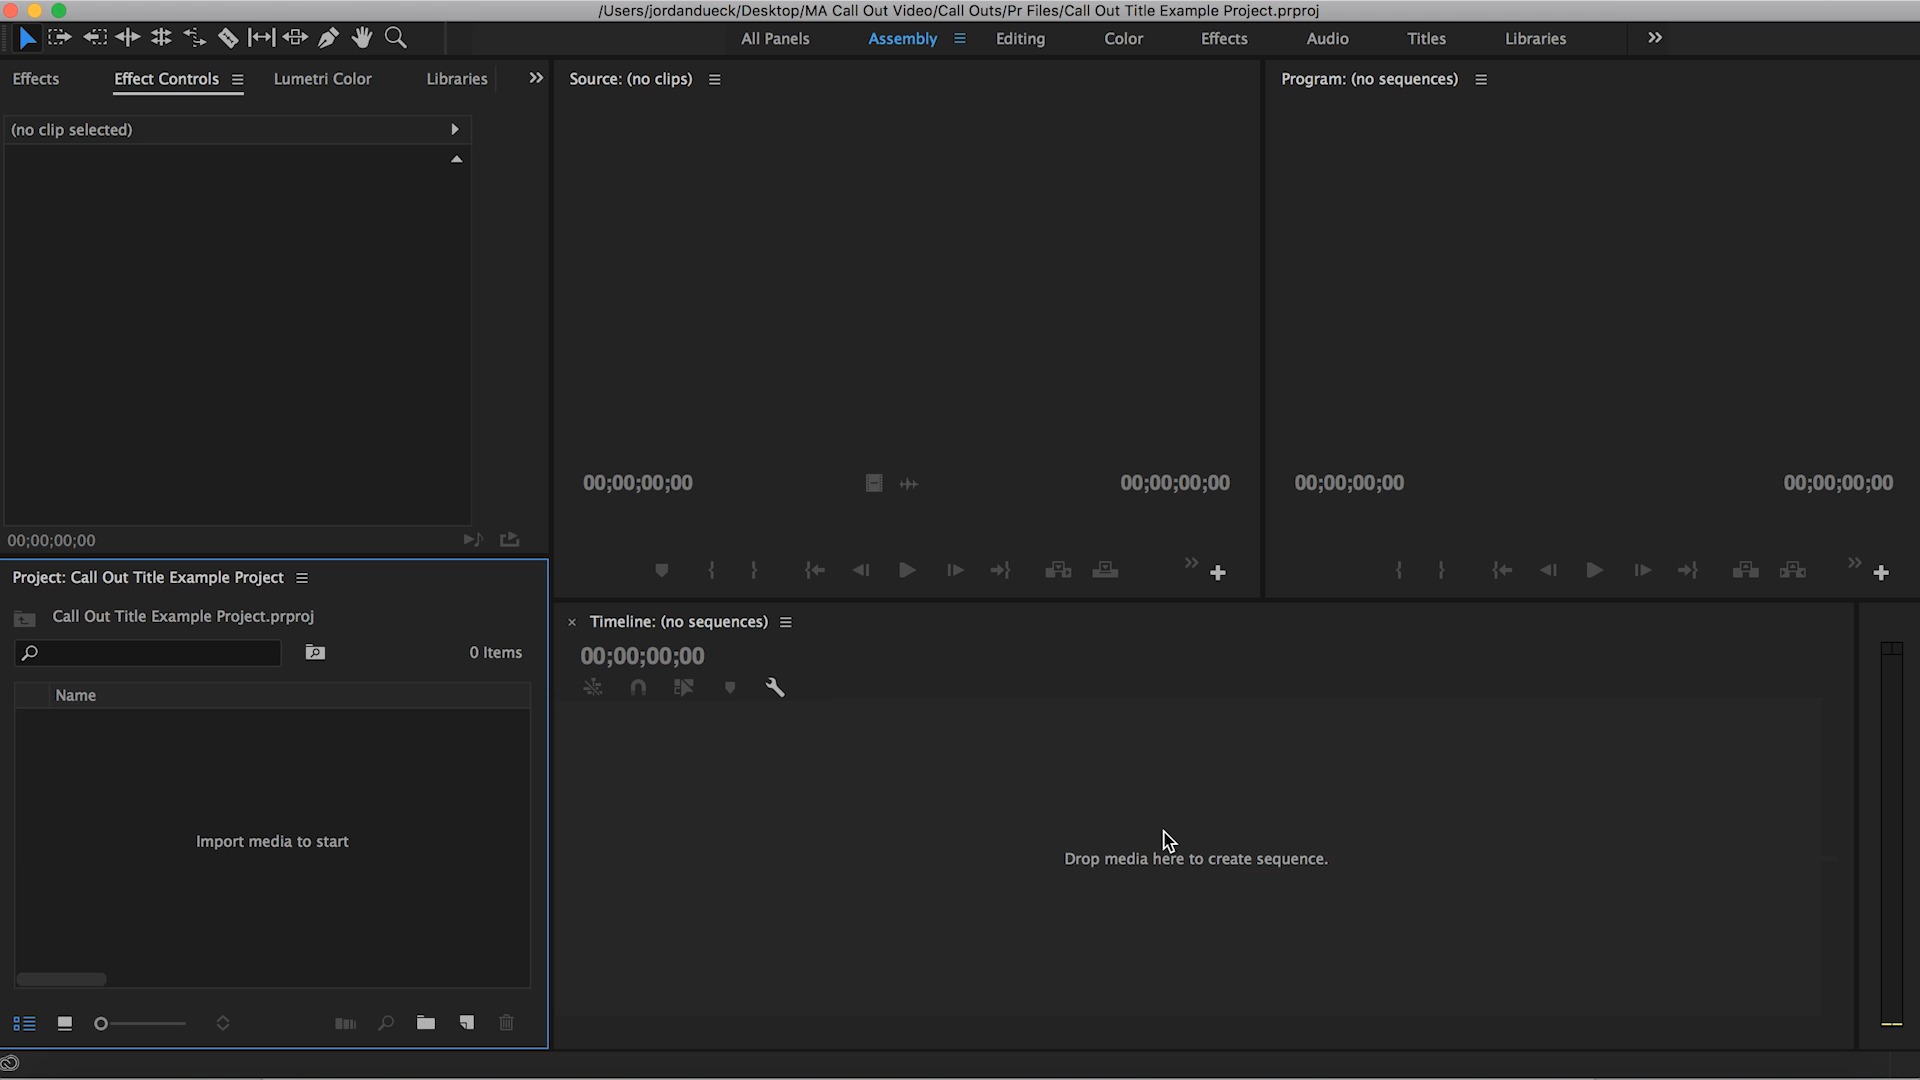 /Users/jordandueck/Desktop/MA Call Out Video/Call Outs/Pr Files/Call Out Title Example Project.prproj
All Panels Assembly Editing Color Effects Audio Titles Libraries
Effects Effect Controls Lumetri Color Libraries
Source: (no clips)
Program: (no sequences)
(no clip selected)
00;00;00;00 00;00;00;00
00;00;00;00 00;00;00;00
00;00;00;00
Project: Call Out Title Example Project
Call Out Title Example Project.prproj
0 Items
Name
Import media to start
Timeline: (no sequences)
00;00;00;00
Drop media here to create sequence.